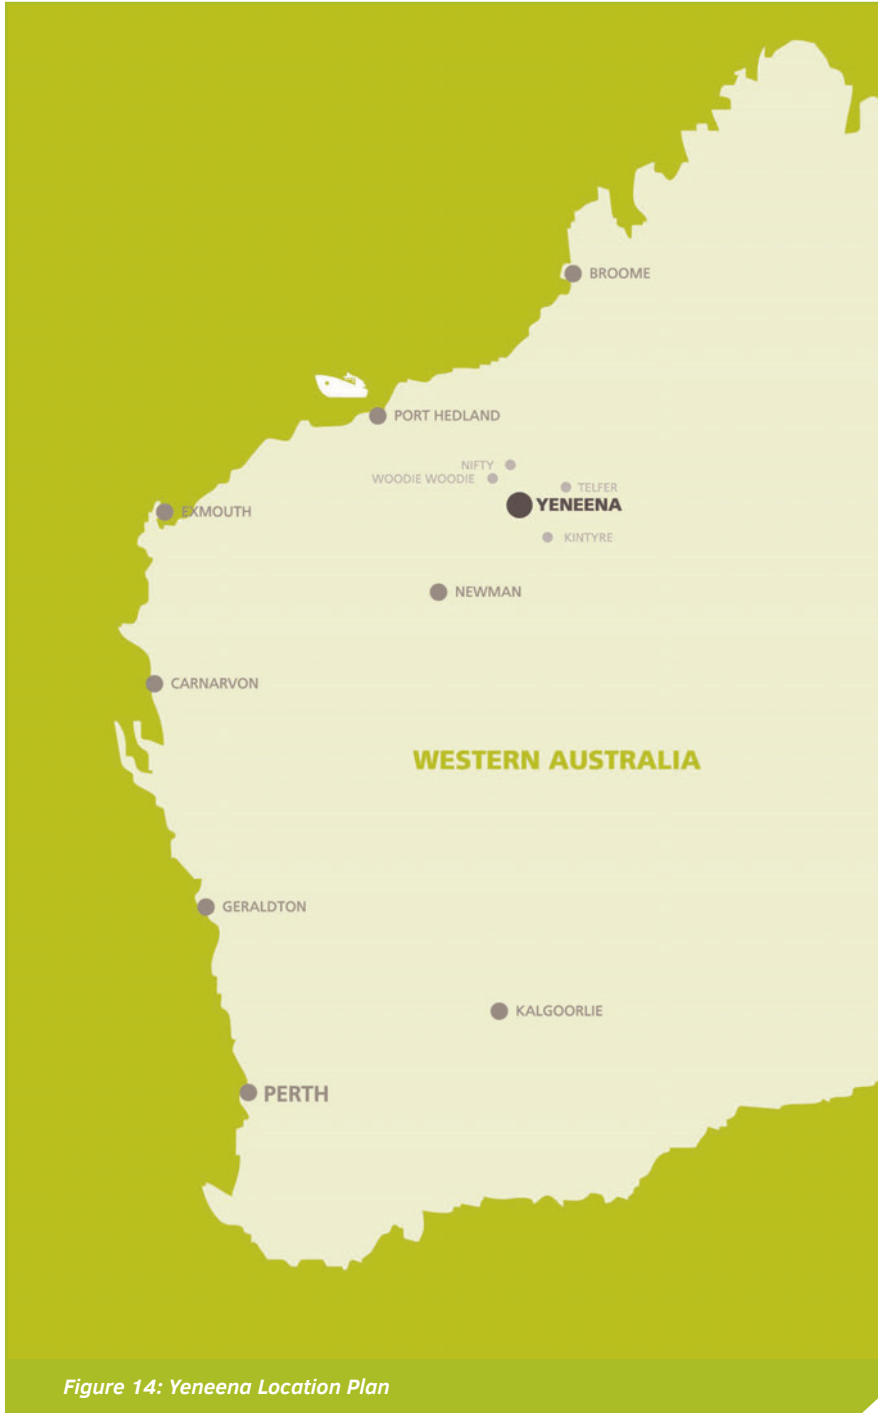 BROOME
PORT HEDLAND
NIFTY
WOODIE WOODIE
TELFER
YENEENA
EXMOUTH
KINTYRE
NEWMAN
CARNARVON
WESTERN AUSTRALIA
GERALDTON
KALGOORLIE
PERTH
Figure 14: Yeneena Location Plan